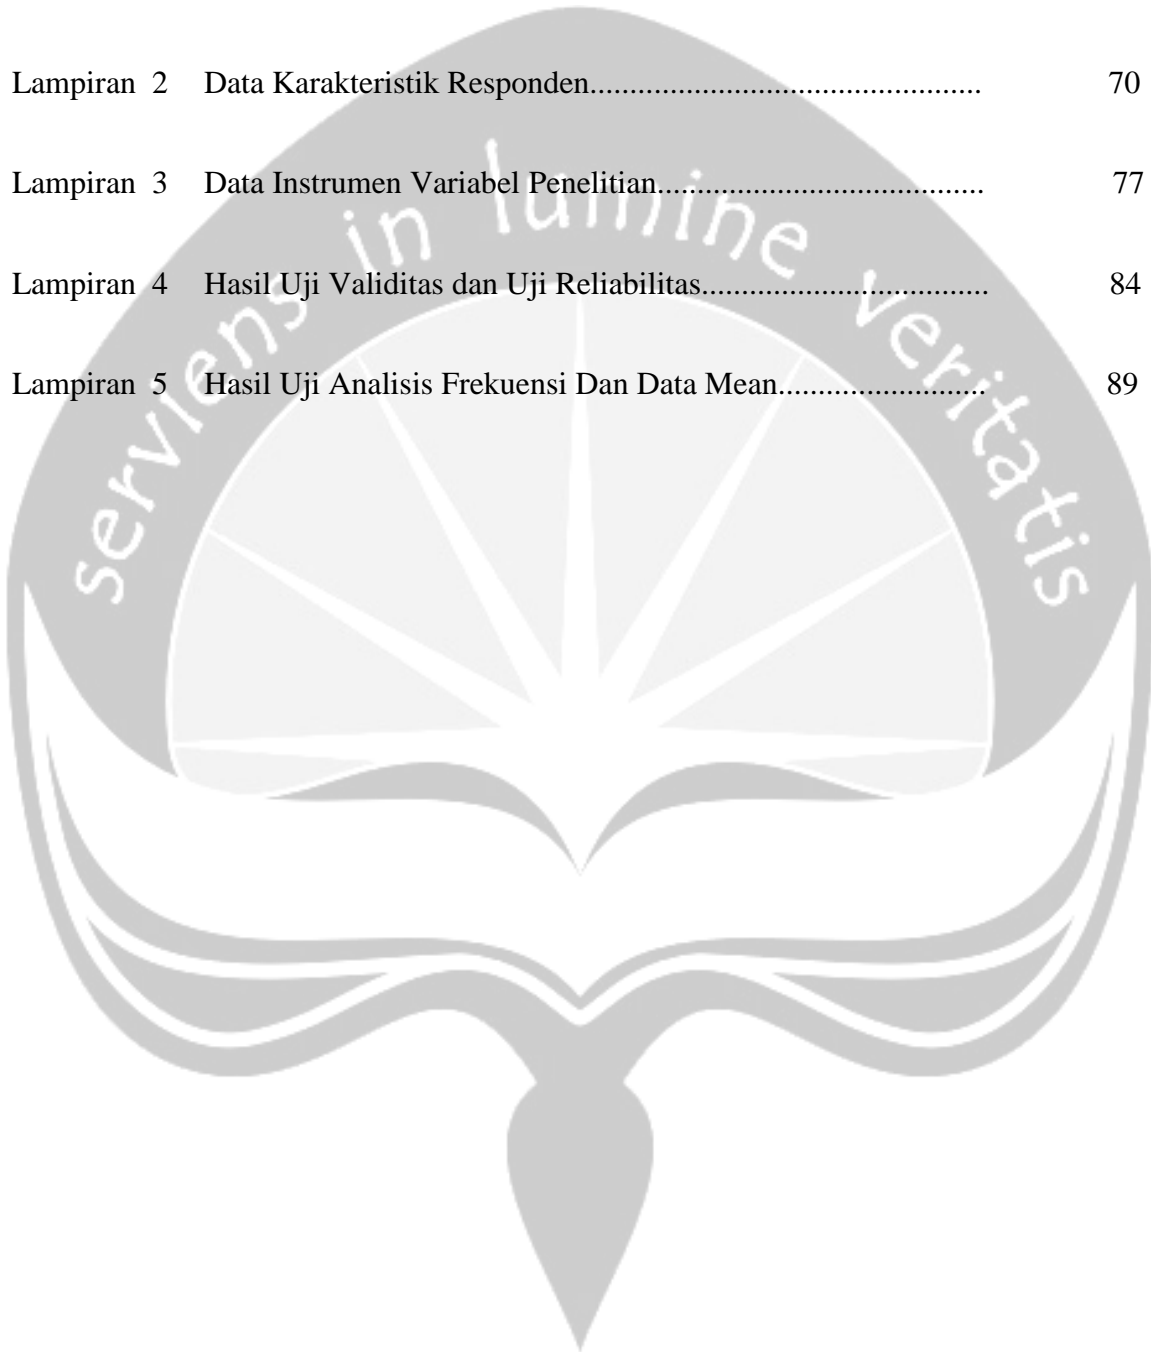 Lampiran 2 Data Karakteristik Responden................................................. 70
Lampiran 3 Data Instrumen Variabel Penelitian......................................... 77
Lampiran 4 Hasil Uji Validitas dan Uji Reliabilitas.................................... 84
Lampiran 5 Hasil Uji Analisis Frekuensi Dan Data Mean.......................... 89
serviens in lumine veritatis